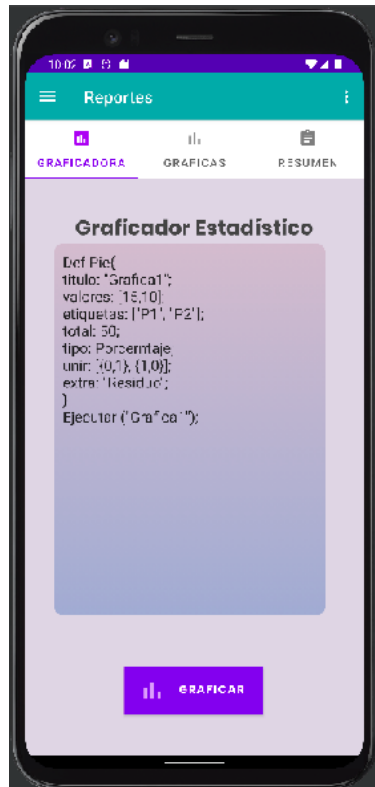 10:02
Reportes
GRAFICADORA GRAFICAS RESUMEN
Graficador Estadístico
Def Pie{
titulo: "Grafica1";
valores: [15,10];
etiquetas: ['P1', 'P2'];
total: 50;
tipo: Porcerntaje;
unir: [{0,1}, {1,0}];
extra: "Residuo";
}
Ejecutar ("Grafica1");
GRAFICAR